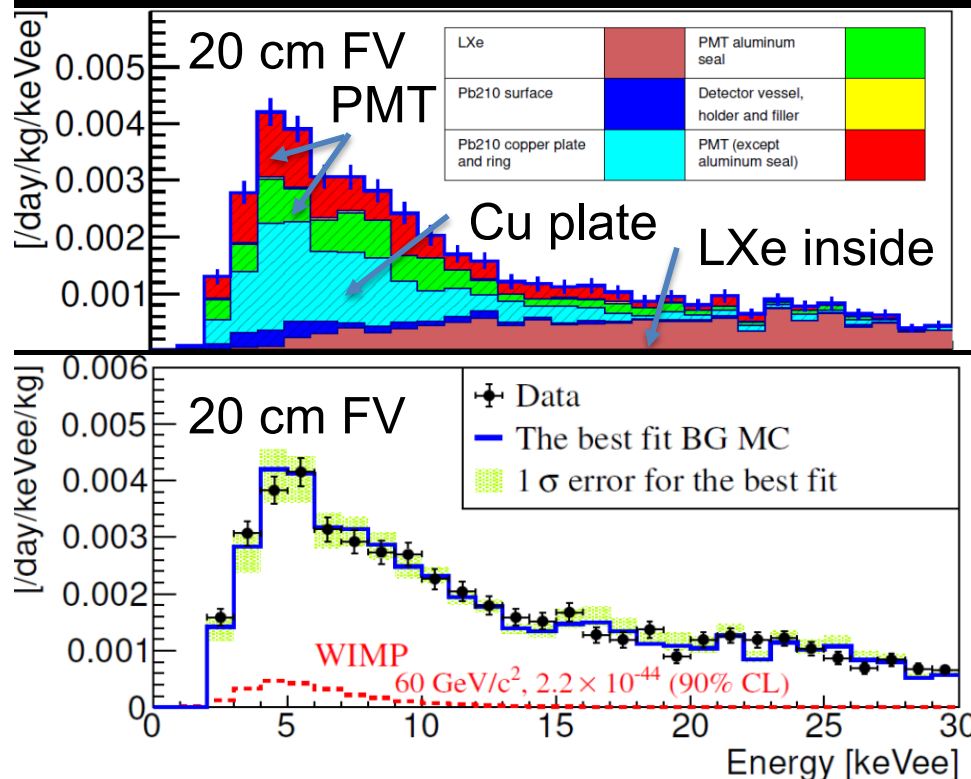 [/day/kg/keVee]
0.005
0.004
0.003
0.002
0.001
20 cm FV
PMT
Cu plate
LXe inside
LXe
PMT aluminum
seal
Pb210 surface
Detector vessel,
holder and filler
Pb210 copper plate
and ring
PMT (except
aluminum seal)
[/day/keVee/kg]
0.006
0.005
0.004
0.003
0.002
0.001
0
20 cm FV
Data
The best fit BG MC
1 σ error for the best fit
WIMP
60 GeV/c², 2.2 × 10⁻⁴⁴ (90% CL)
0 5 10 15 20 25 30
Energy [keVee]